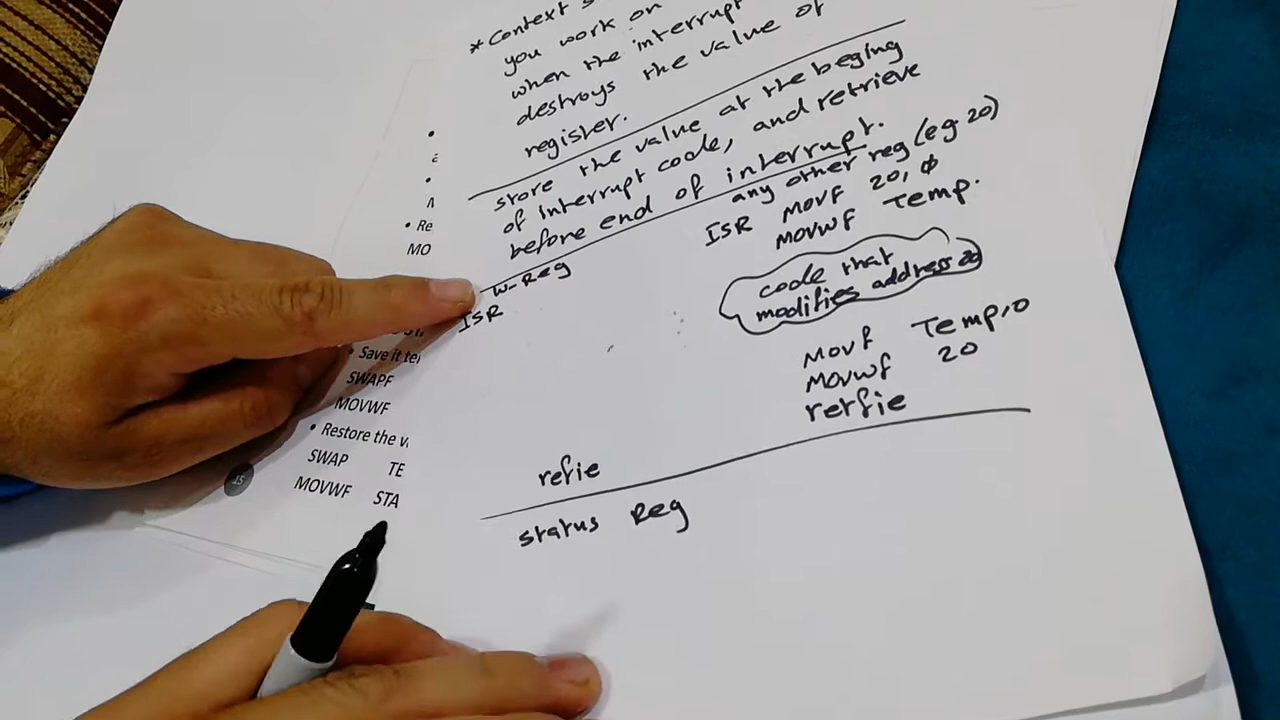 *Context
you work on
when the interrupt
destroys the value of
register.
store the value at the beging
of interrupt code, and retrieve
before end of interrupt.
any other reg (eg 20)
ISR MOVF 20, 0
MOVWF Temp.
code that
modifies address 20
MOVF Temp,0
MOVWF 20
retfie
W-Reg
ISR
refie
status Reg
• Re
MO
• Save it te
SWAPF
MOVWF
• Restore the v
SWAP TE
MOVWF STA
15